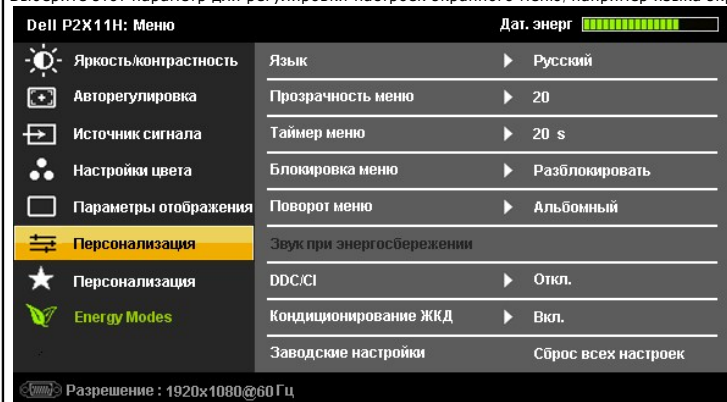 Dell P2X11H: Меню Дат. энерг
Яркость/контрастность Язык Русский
Авторегулировка Прозрачность меню 20
Источник сигнала Таймер меню 20 s
Настройки цвета Блокировка меню Разблокировать
Параметры отображения Поворот меню Альбомный
Персонализация Звук при энергосбережении
Персонализация DDC/CI Откл.
Energy Modes Кондиционирование ЖКД Вкл.
Заводские настройки Сброс всех настроек
Разрешение : 1920x1080@60 Гц